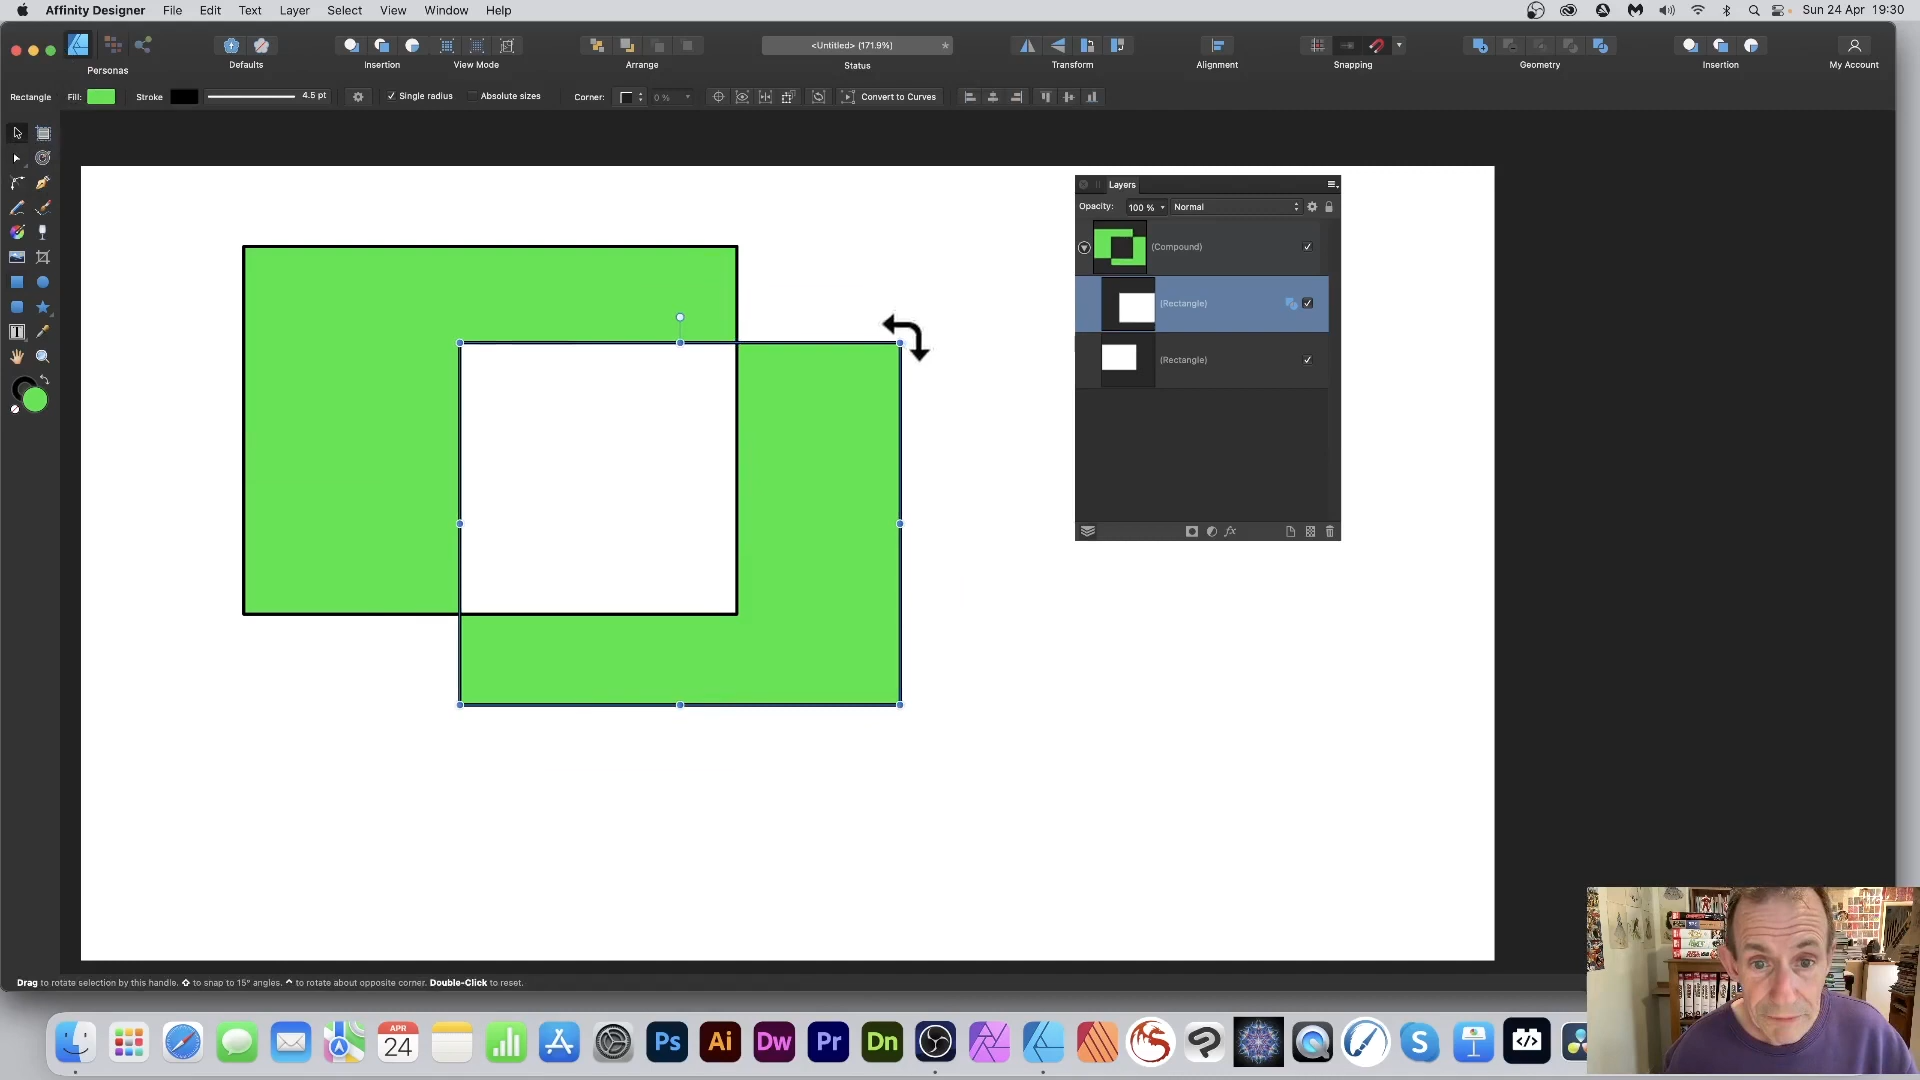 Affinity Designer File Edit Text Layer Select View Window Help Sun 24 Apr 19:30
<Untitled> (171.9%) *
Personas Defaults Insertion View Mode Arrange Status Transform Alignment Snapping Geometry Insertion My Account
Rectangle Fill: Stroke 4.5 pt Single radius Absolute sizes Corner: 0 % Convert to Curves
Layers
Opacity: 100 % Normal
(Compound)
(Rectangle)
(Rectangle)
fx
Drag to rotate selection by this handle. ⇧ to snap to 15° angles. ^ to rotate about opposite corner. Double-Click to reset.
APR
24
Ps Ai Dw Pr Dn </>